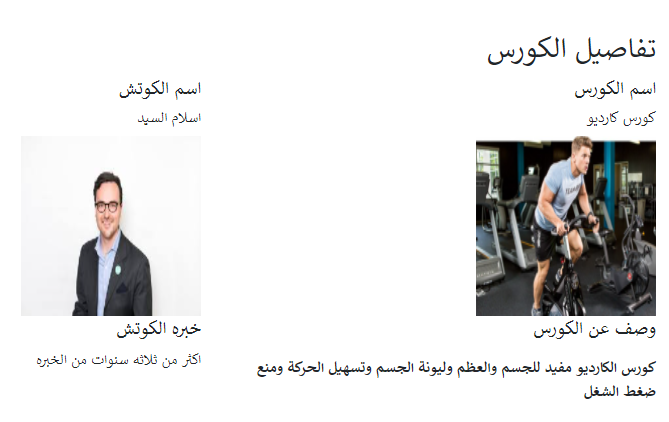 تفاصيل الكورس
اسم الكورس
كورس كارديو
وصف عن الكورس
كورس الكارديو مفيد للجسم والعظم وليونة الجسم وتسهيل الحركة ومنع
ضغط الشغل
اسم الكوتش
اسلام السيد
خبره الكوتش
اكثر من ثلاثه سنوات من الخبره